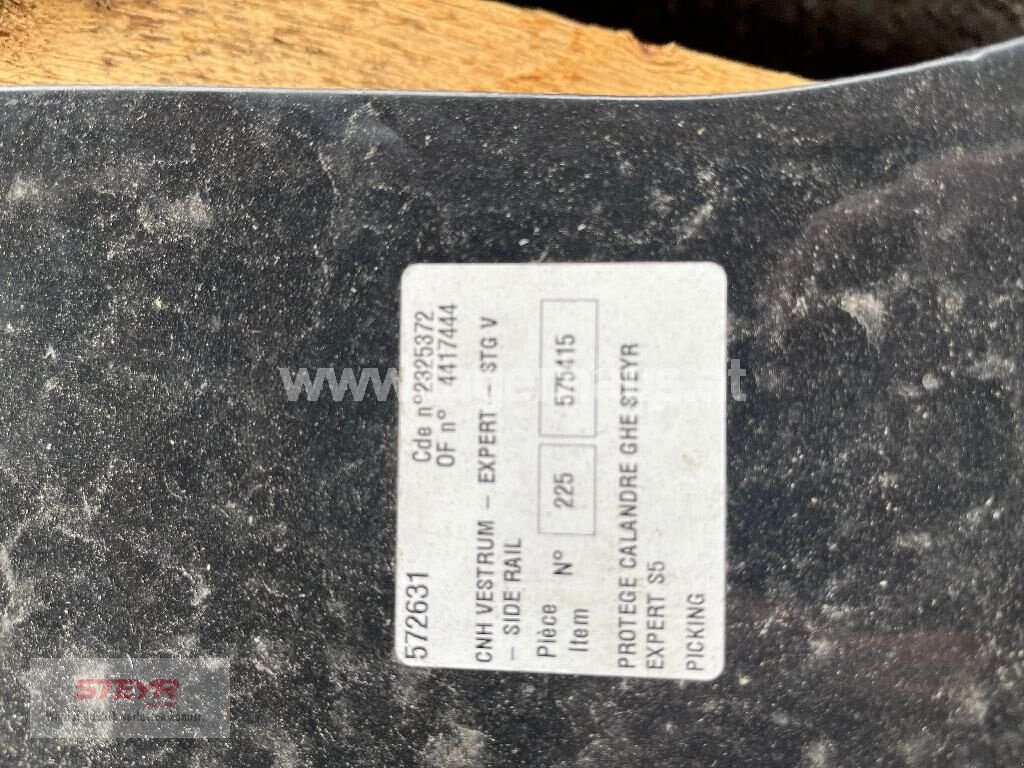 572631
Cde n°2325372
OF n° 4417444
CNH VESTRUM - EXPERT - STG V
- SIDE RAIL
Pièce N° 225 575415
Item
PROTEGE CALANDRE GHE STEYR
EXPERT S5
PICKING
STEYR